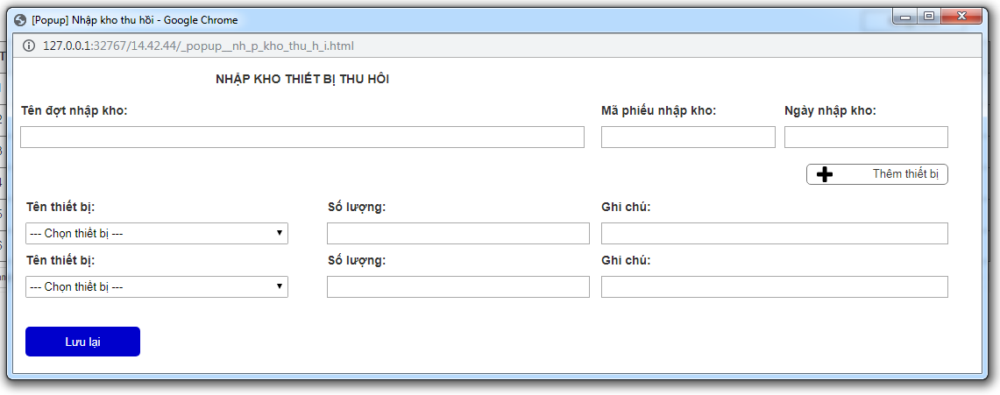 [Popup] Nhập kho thu hồi - Google Chrome
127.0.0.1:32767/14.42.44/_popup__nh_p_kho_thu_h_i.html
NHẬP KHO THIẾT BỊ THU HỒI
Tên đợt nhập kho: Mã phiếu nhập kho: Ngày nhập kho:
Thêm thiết bị
Tên thiết bị: Số lượng: Ghi chú:
--- Chọn thiết bị ---
Tên thiết bị: Số lượng: Ghi chú:
--- Chọn thiết bị ---
Lưu lại